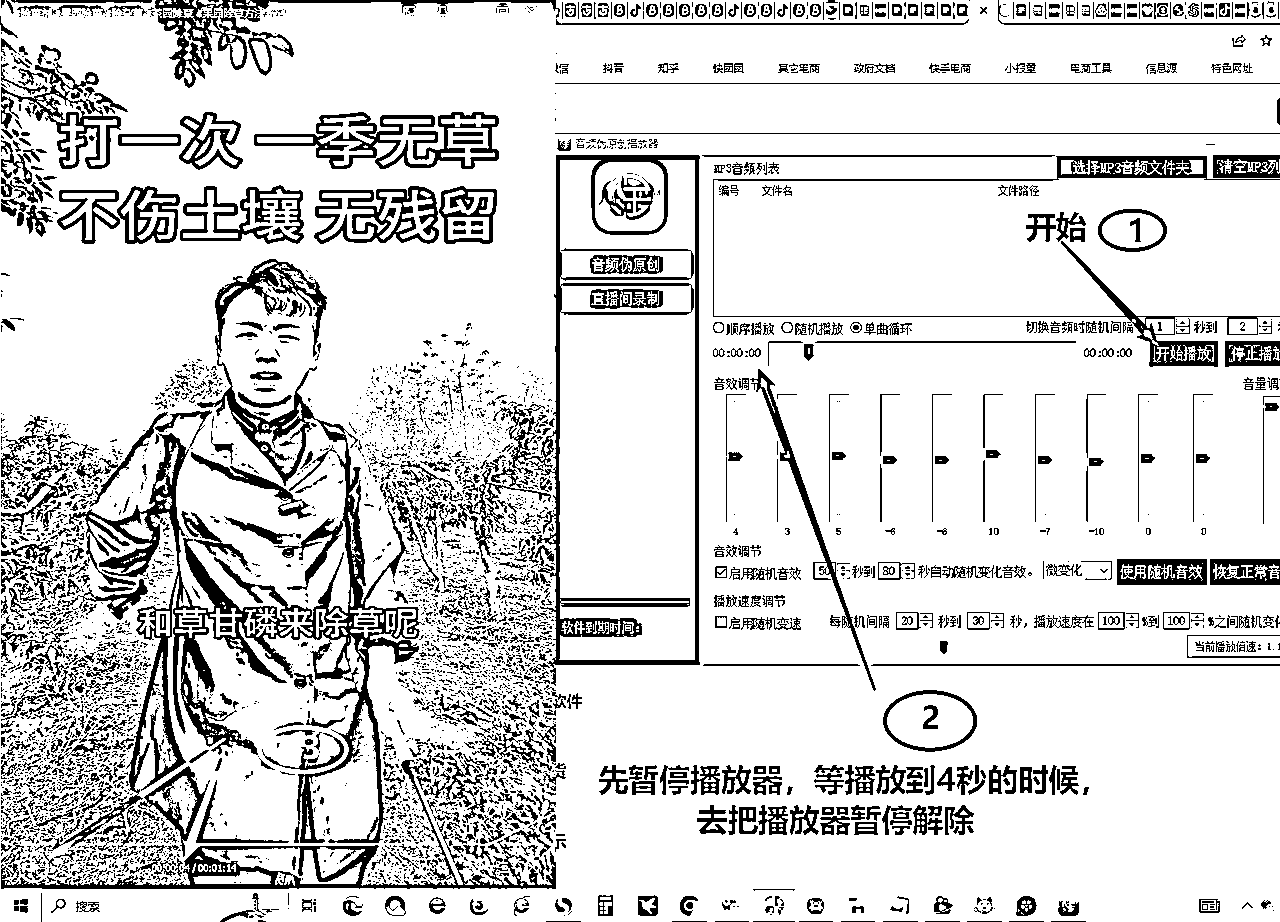 打一次 一季无草
不伤土壤 无残留
和草甘磷来除草呢
00:00:04/00:01:14
搜索
抖音 知乎 快团团 其它电商 政府文档 快手电商 小报童 电商工具 信息源 特色网址
音频伪原创播放器
音频伪原创
直播间录制
软件到期时间:
MP3音频列表 选择MP3音频文件夹 清空MP3列
编号 文件名 文件路径
开始 1
顺序播放 随机播放 单曲循环 切换音频时随机间隔 1 秒到 2
00:00:00 00:00:00 开始播放 停止播放
音效调节 音量调
4 3 5 -6 -6 10 -7 -10 0 0
音效调节
启用随机音效 50 秒到 80 秒自动随机变化音效。 微变化 使用随机音效 恢复正常音
播放速度调节
启用随机变速 每随机间隔 20 秒到 30 秒，播放速度在 100 %到 100 %之间随机变化
当前播放倍速: 1.1
软件
2
先暂停播放器，等播放到4秒的时候，
去把播放器暂停解除